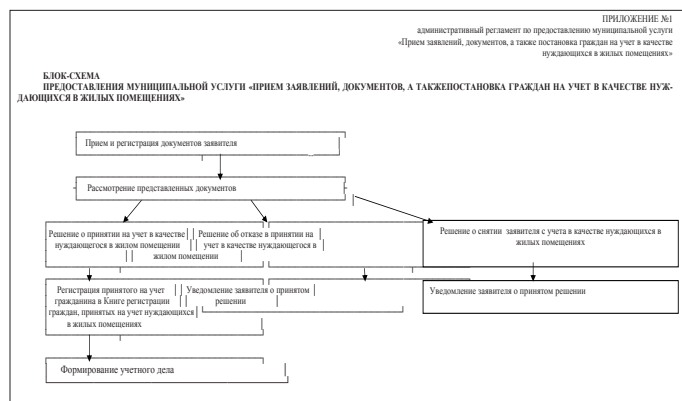 ПРИЛОЖЕНИЕ №1
административный регламент по предоставлению муниципальной услуги
«Прием заявлений, документов, а также постановка граждан на учет в качестве
нуждающихся в жилых помещениях»
БЛОК-СХЕМА
ПРЕДОСТАВЛЕНИЯ МУНИЦИПАЛЬНОЙ УСЛУГИ «ПРИЕМ ЗАЯВЛЕНИЙ, ДОКУМЕНТОВ, А ТАКЖЕПОСТАНОВКА ГРАЖДАН НА УЧЕТ В КАЧЕСТВЕ НУЖ-
ДАЮЩИХСЯ В ЖИЛЫХ ПОМЕЩЕНИЯХ»
Прием и регистрация документов заявителя
Рассмотрение представленных документов
Решение о принятии на учет в качестве
нуждающегося в жилом помещении
Решение об отказе в принятии на
учет в качестве нуждающегося в
жилом помещении
Решение о снятии заявителя с учета в качестве нуждающихся в
жилых помещениях
Регистрация принятого на учет
гражданина в Книге регистрации
граждан, принятых на учет нуждающихся
в жилых помещениях
Уведомление заявителя о принятом
решении
Уведомление заявителя о принятом решении
Формирование учетного дела